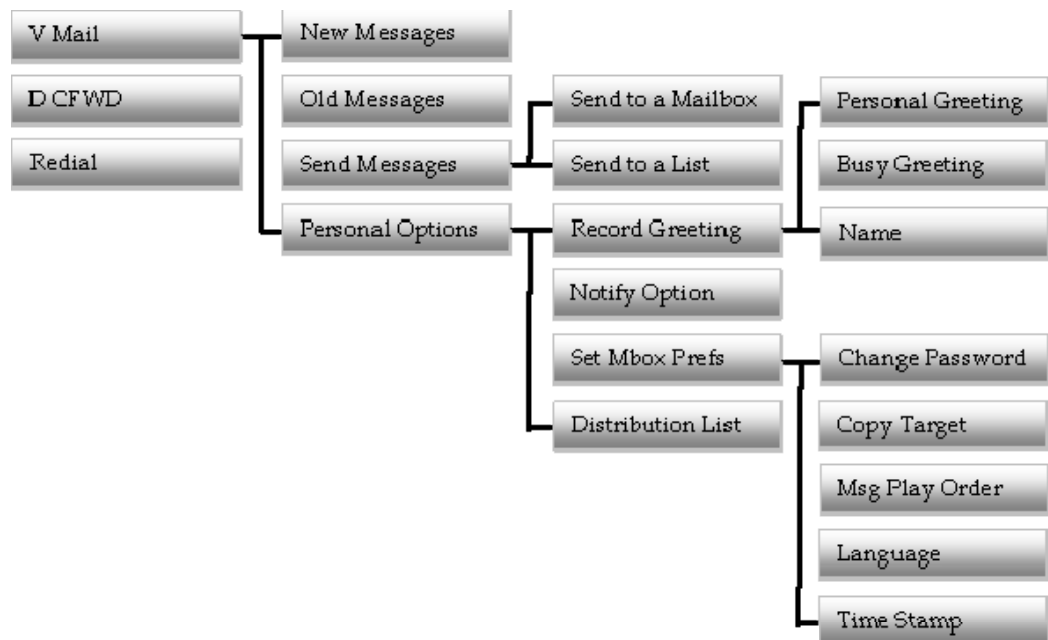 V Mail
D CFWD
Redial
New Messages
Old Messages
Send Messages
Personal Options
Send to a Mailbox
Send to a List
Record Greeting
Notify Option
Set Mbox Prefs
Distribution List
Personal Greeting
Busy Greeting
Name
Change Password
Copy Target
Msg Play Order
Language
Time Stamp